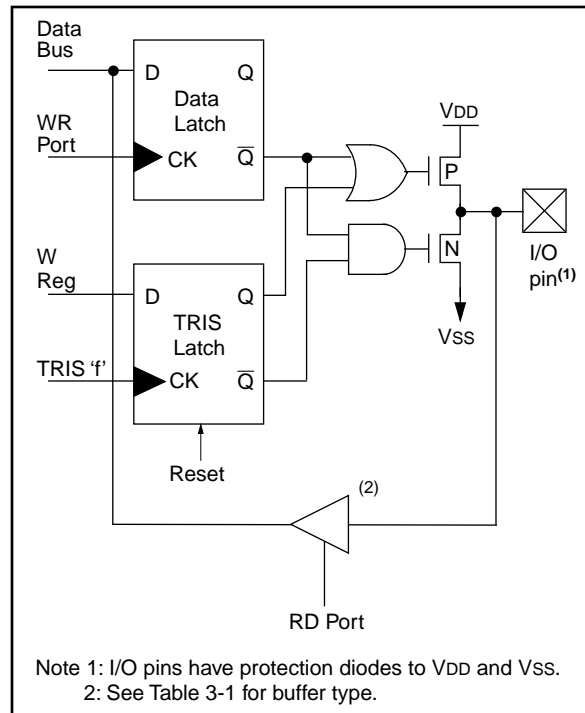 Data
Bus
D
Q
Data
Latch
WR
Port
CK
Q
VDD
P
N
I/O
pin(1)
VSS
W
Reg
D
Q
TRIS
Latch
TRIS ‘f’
CK
Q
Reset
(2)
RD Port
Note 1: I/O pins have protection diodes to VDD and VSS.
2: See Table 3-1 for buffer type.